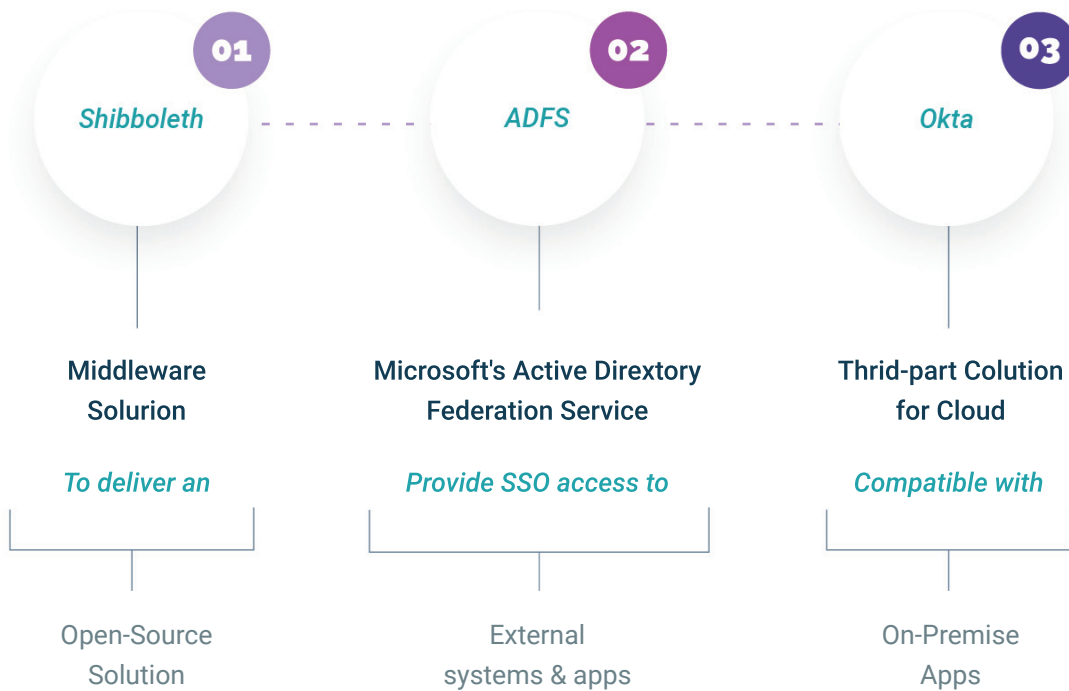 01
Shibboleth
Middleware
Solurion
To deliver an
Open-Source
Solution
02
ADFS
Microsoft's Active Dirextory
Federation Service
Provide SSO access to
External
systems & apps
03
Okta
Thrid-part Colution
for Cloud
Compatible with
On-Premise
Apps